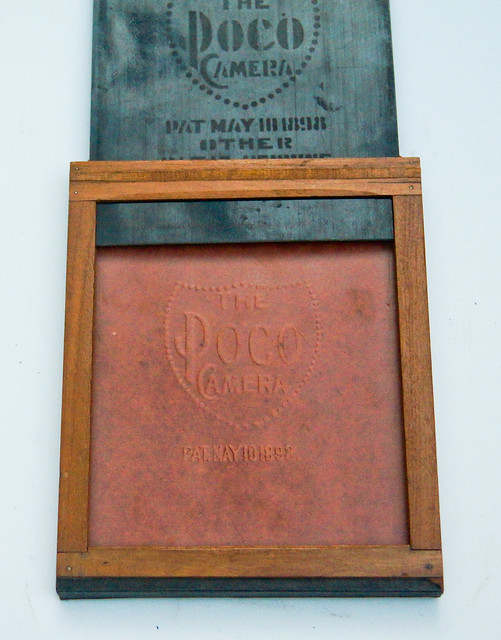 THE
POCO
CAMERA
PAT MAY 10 1898
OTHER
THE
POCO
CAMERA
PAT. MAY 10 1898